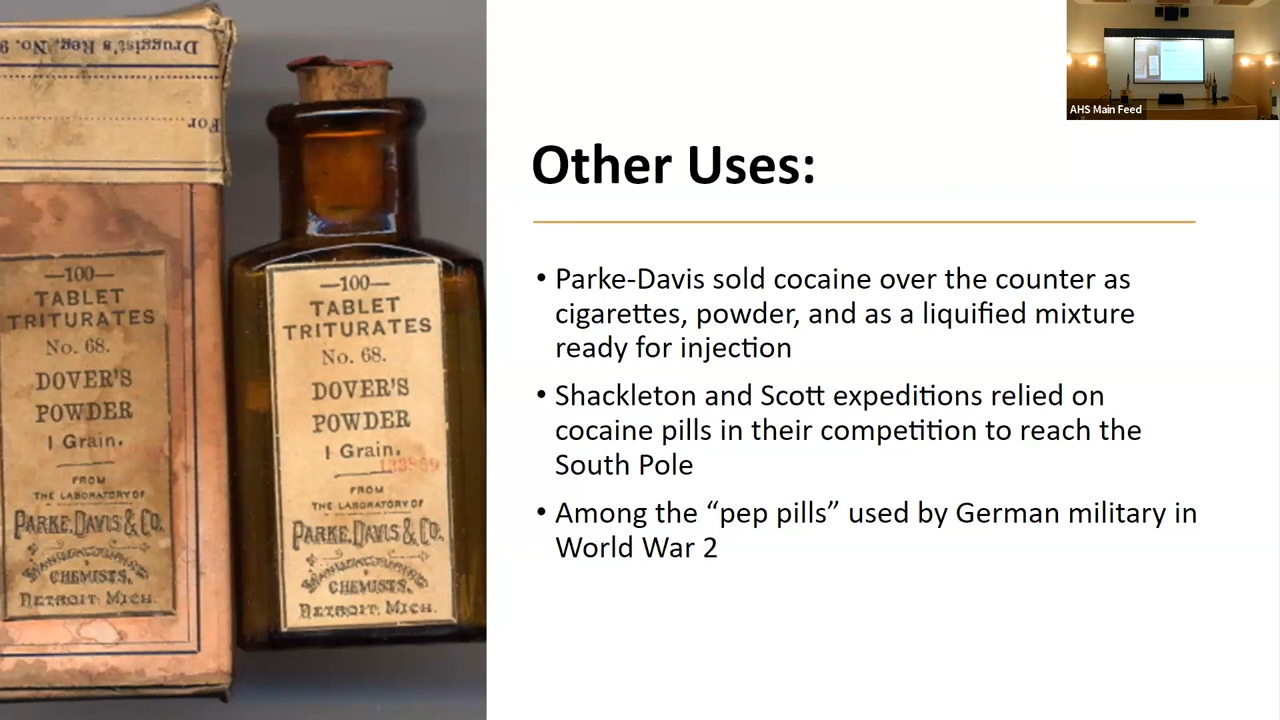 Druggist's Reg. No. 9
For
—100—
TABLET
TRITURATES
No. 68.
DOVER'S
POWDER
1 Grain.
FROM
THE LABORATORY OF
PARKE, DAVIS & CO.
MANUFACTURING
CHEMISTS,
DETROIT, MICH.
—100—
TABLET
TRITURATES
No. 68.
DOVER'S
POWDER
1 Grain.
FROM
THE LABORATORY OF
PARKE, DAVIS & CO.
MANUFACTURING
CHEMISTS,
DETROIT, MICH.
AHS Main Feed
Other Uses:
• Parke-Davis sold cocaine over the counter as
cigarettes, powder, and as a liquified mixture
ready for injection
• Shackleton and Scott expeditions relied on
cocaine pills in their competition to reach the
South Pole
• Among the “pep pills” used by German military in
World War 2